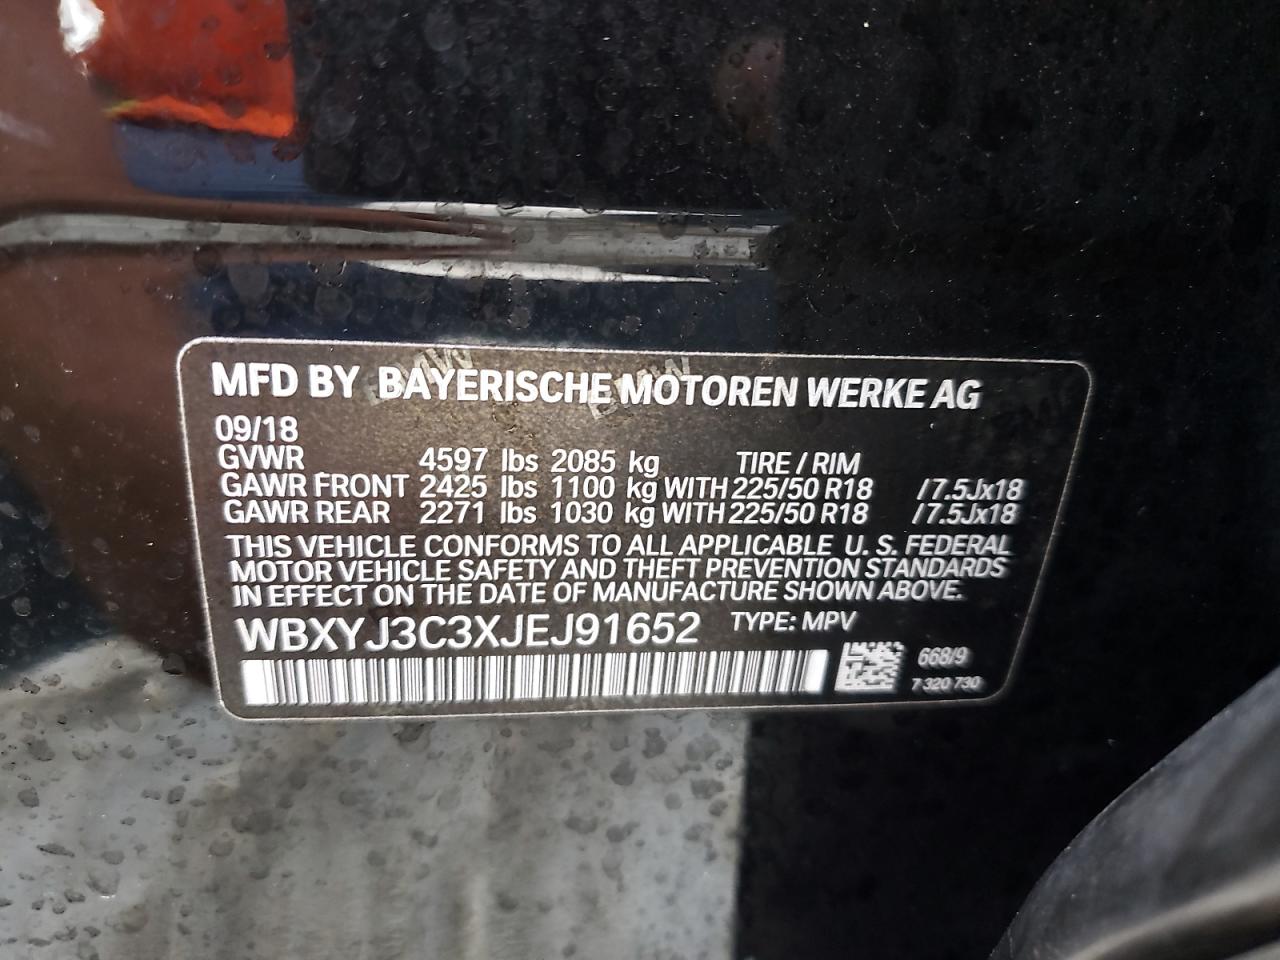 MFD BY BAYERISCHE MOTOREN WERKE AG
09/18
GVWR 4597 lbs 2085 kg TIRE / RIM
GAWR FRONT 2425 lbs 1100 kg WITH 225/50 R18 / 7.5Jx18
GAWR REAR 2271 lbs 1030 kg WITH 225/50 R18 / 7.5Jx18
THIS VEHICLE CONFORMS TO ALL APPLICABLE U. S. FEDERAL
MOTOR VEHICLE SAFETY AND THEFT PREVENTION STANDARDS
IN EFFECT ON THE DATE OF MANUFACTURE SHOWN ABOVE.
WBXYJ3C3XJEJ91652 TYPE: MPV
668/9
7 320 730
BMW
BMW
BMW